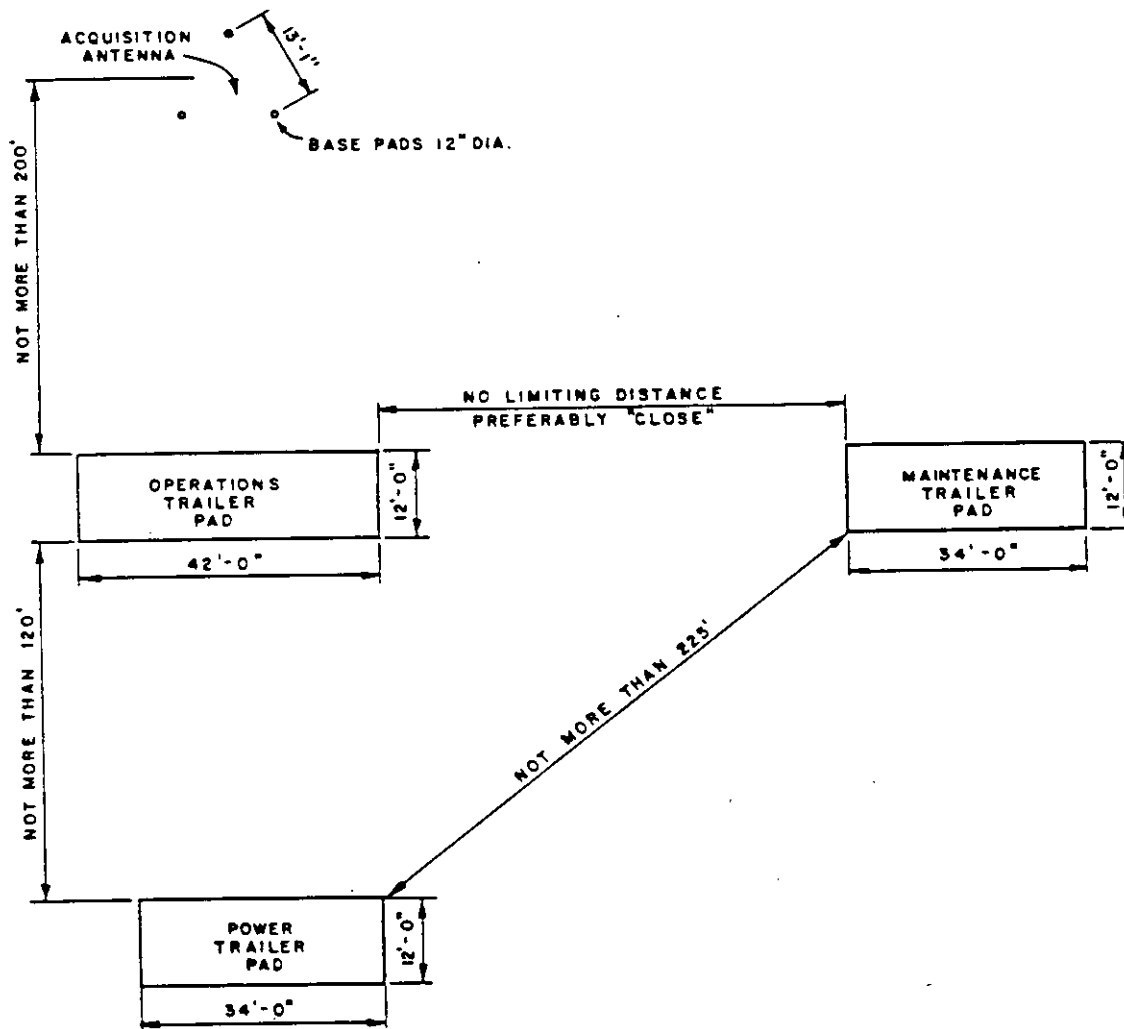 ACQUISITION
ANTENNA
13'-1"
BASE PADS 12" DIA.
NOT MORE THAN 200'
NO LIMITING DISTANCE
PREFERABLY "CLOSE"
OPERATIONS
TRAILER
PAD
12'-0"
42'-0"
MAINTENANCE
TRAILER
PAD
12'-0"
34'-0"
NOT MORE THAN 120'
NOT MORE THAN 225'
POWER
TRAILER
PAD
12'-0"
34'-0"